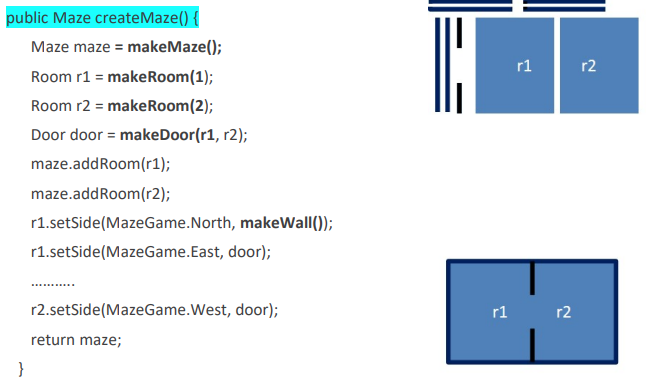 public Maze createMaze() {
Maze maze = makeMaze();
Room r1 = makeRoom(1);
Room r2 = makeRoom(2);
Door door = makeDoor(r1, r2);
maze.addRoom(r1);
maze.addRoom(r2);
r1.setSide(MazeGame.North, makeWall());
r1.setSide(MazeGame.East, door);
………..
r2.setSide(MazeGame.West, door);
return maze;
}
r1 r2
r1 r2